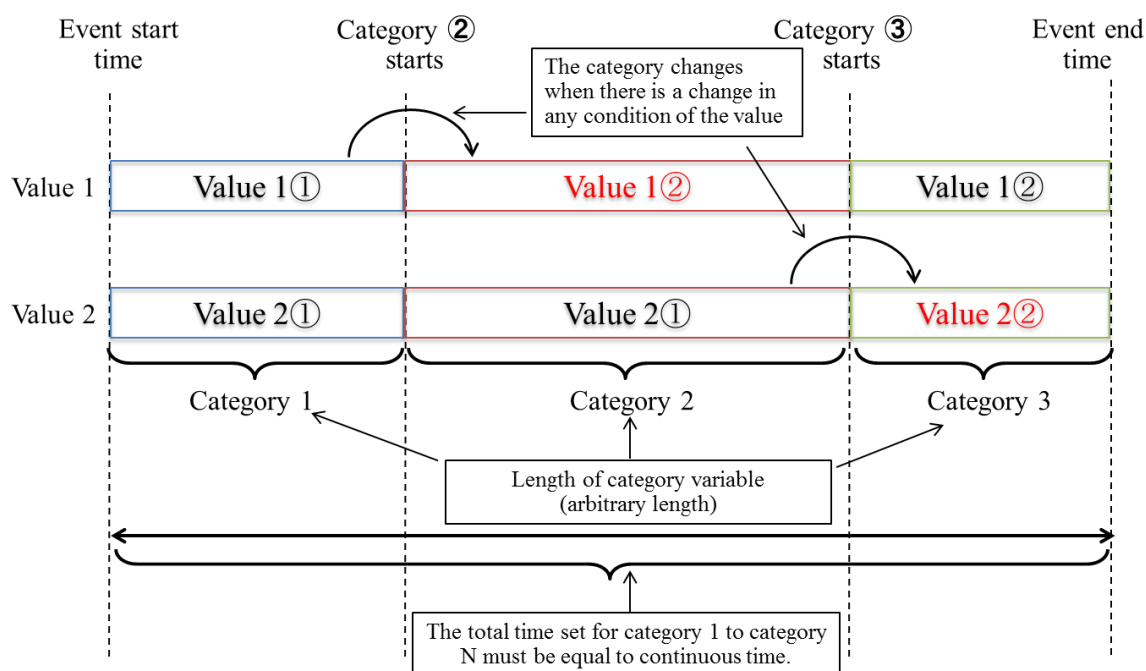 Event start
time
Category ②
starts
Category ③
starts
Event end
time
The category changes
when there is a change in
any condition of the value
Value 1
Value 1①
Value 1②
Value 1②
Value 2
Value 2①
Value 2①
Value 2②
Category 1
Category 2
Category 3
Length of category variable
(arbitrary length)
The total time set for category 1 to category
N must be equal to continuous time.